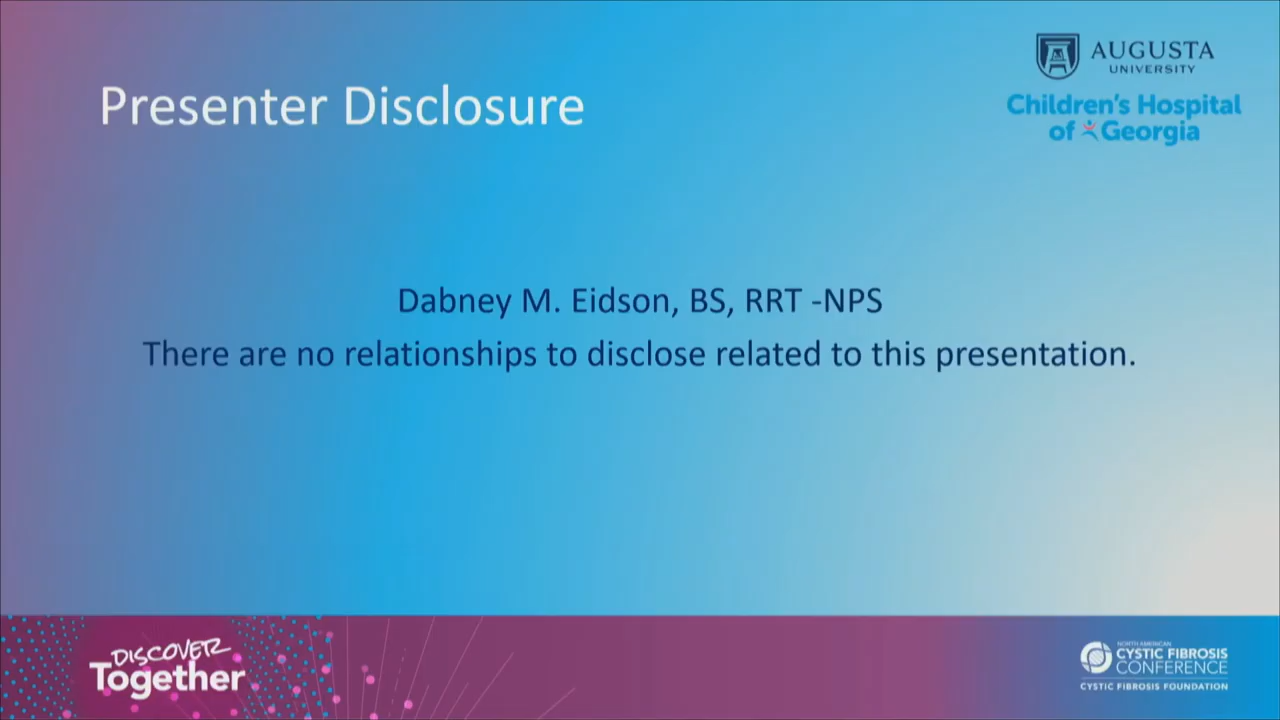 AUGUSTA
UNIVERSITY
Children's Hospital
of Georgia
Presenter Disclosure
Dabney M. Eidson, BS, RRT -NPS
There are no relationships to disclose related to this presentation.
DISCOVER
Together
NORTH AMERICAN
CYSTIC FIBROSIS
CONFERENCE
CYSTIC FIBROSIS FOUNDATION